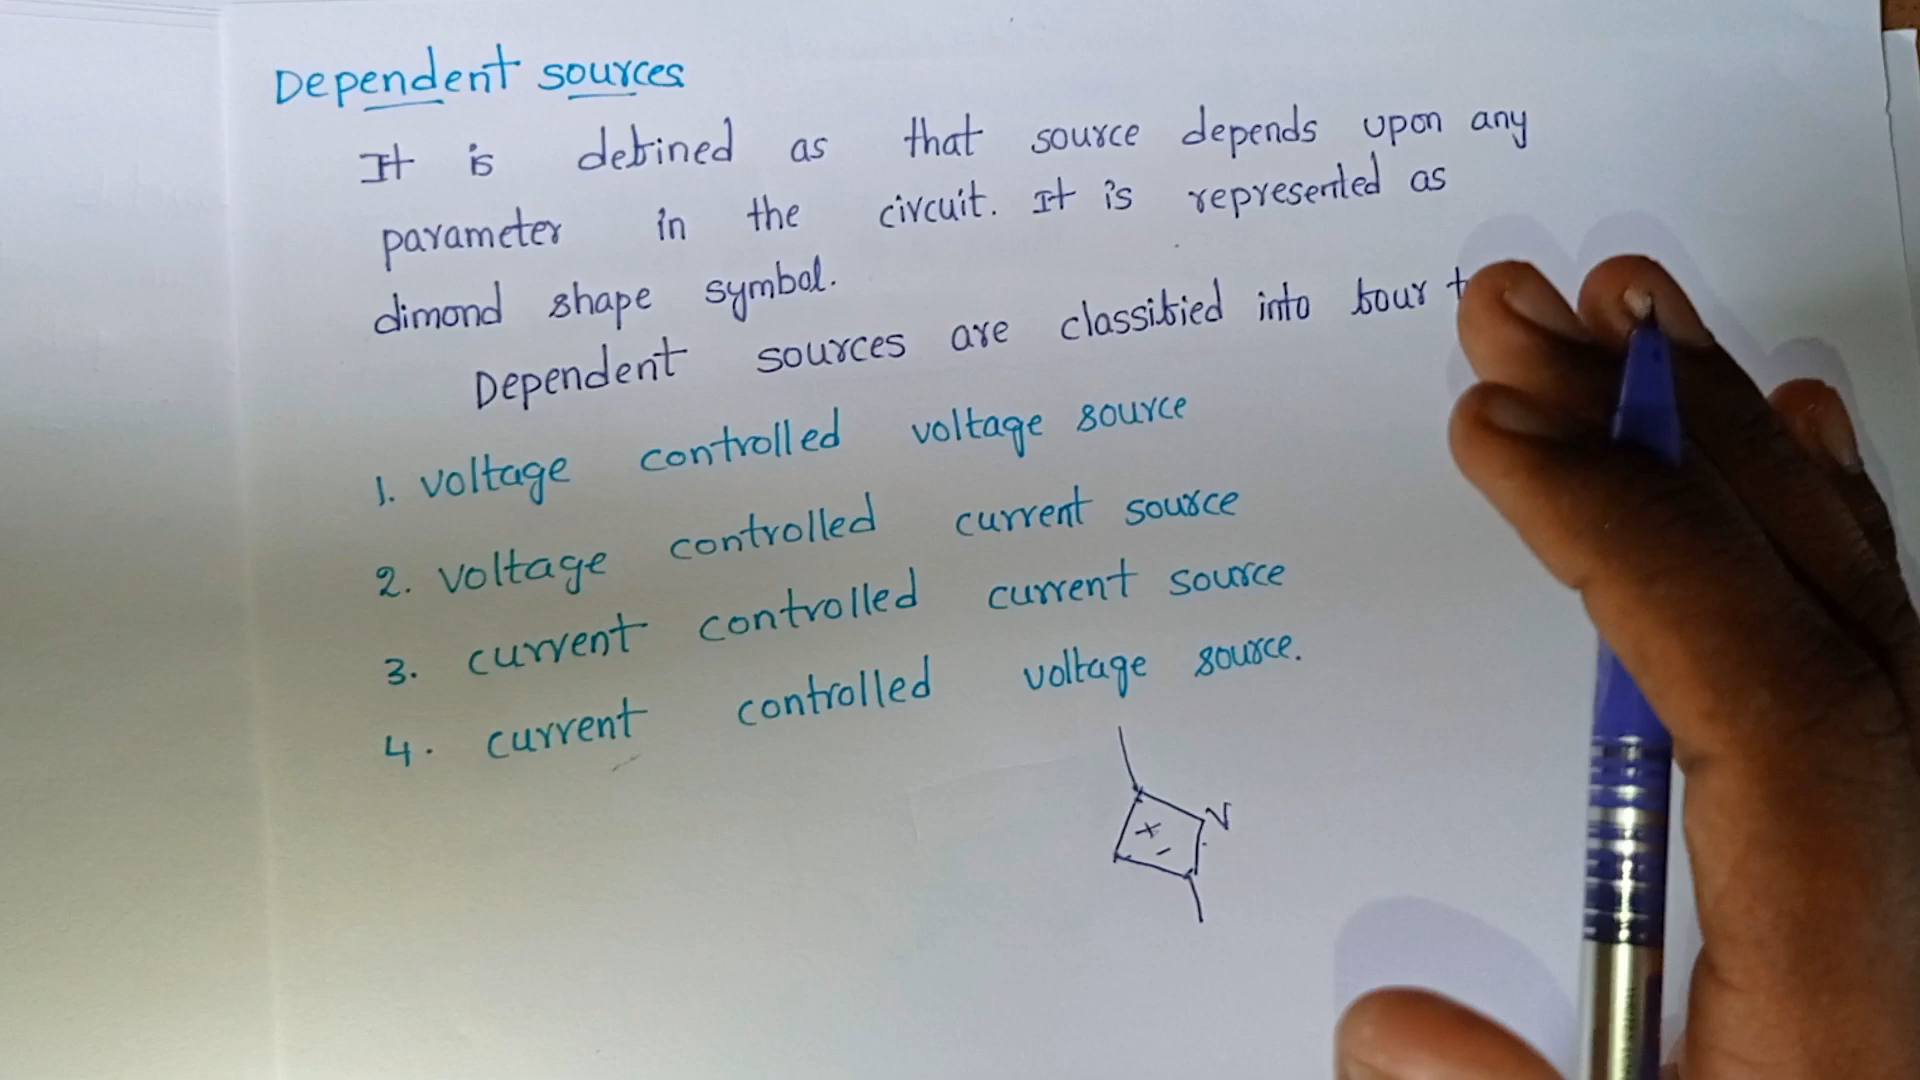 Dependent sources
It is defined as that source depends upon any
parameter in the circuit. It is represented as
dimond shape symbol.
Dependent sources are classified into four
1. voltage controlled voltage source
2. voltage controlled current source
3. current controlled current source
4. current controlled voltage source.
V
+
-